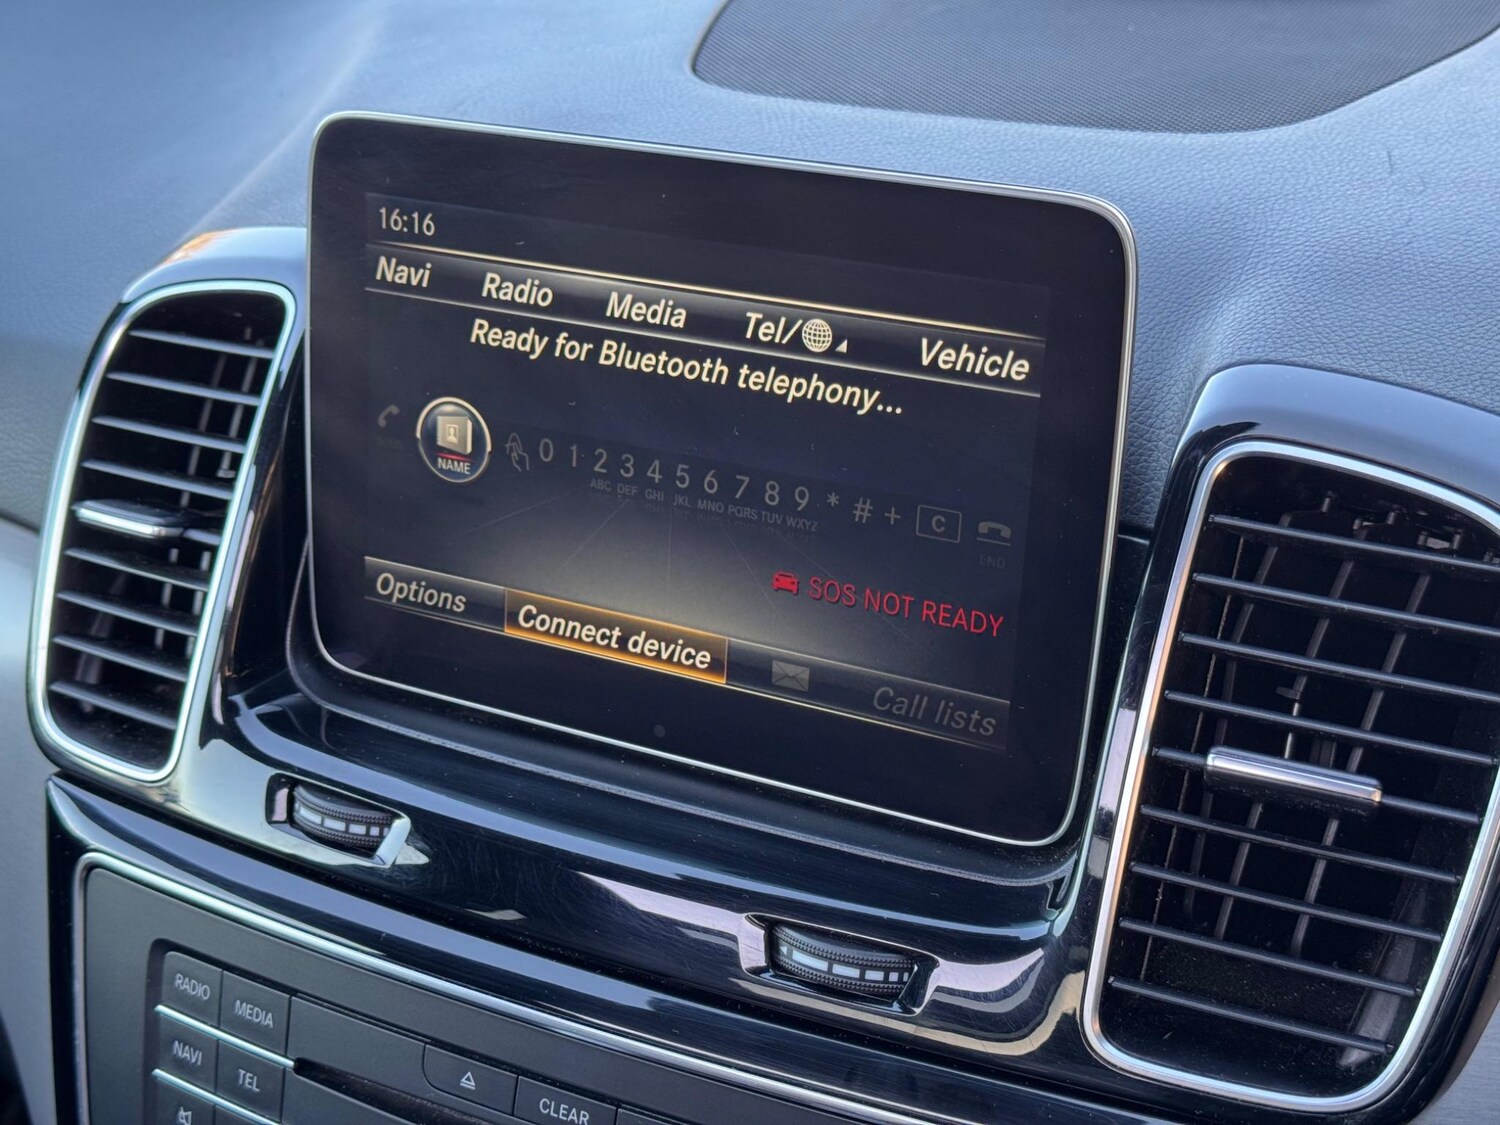 16:16
Navi Radio Media Tel/ Vehicle
Ready for Bluetooth telephony...
NAME 0 1 2 3 4 5 6 7 8 9 * # + C
ABC DEF GHI JKL MNO PQRS TUV WXYZ
END
SOS NOT READY
Options Connect device Call lists
RADIO MEDIA
NAVI TEL
CLEAR